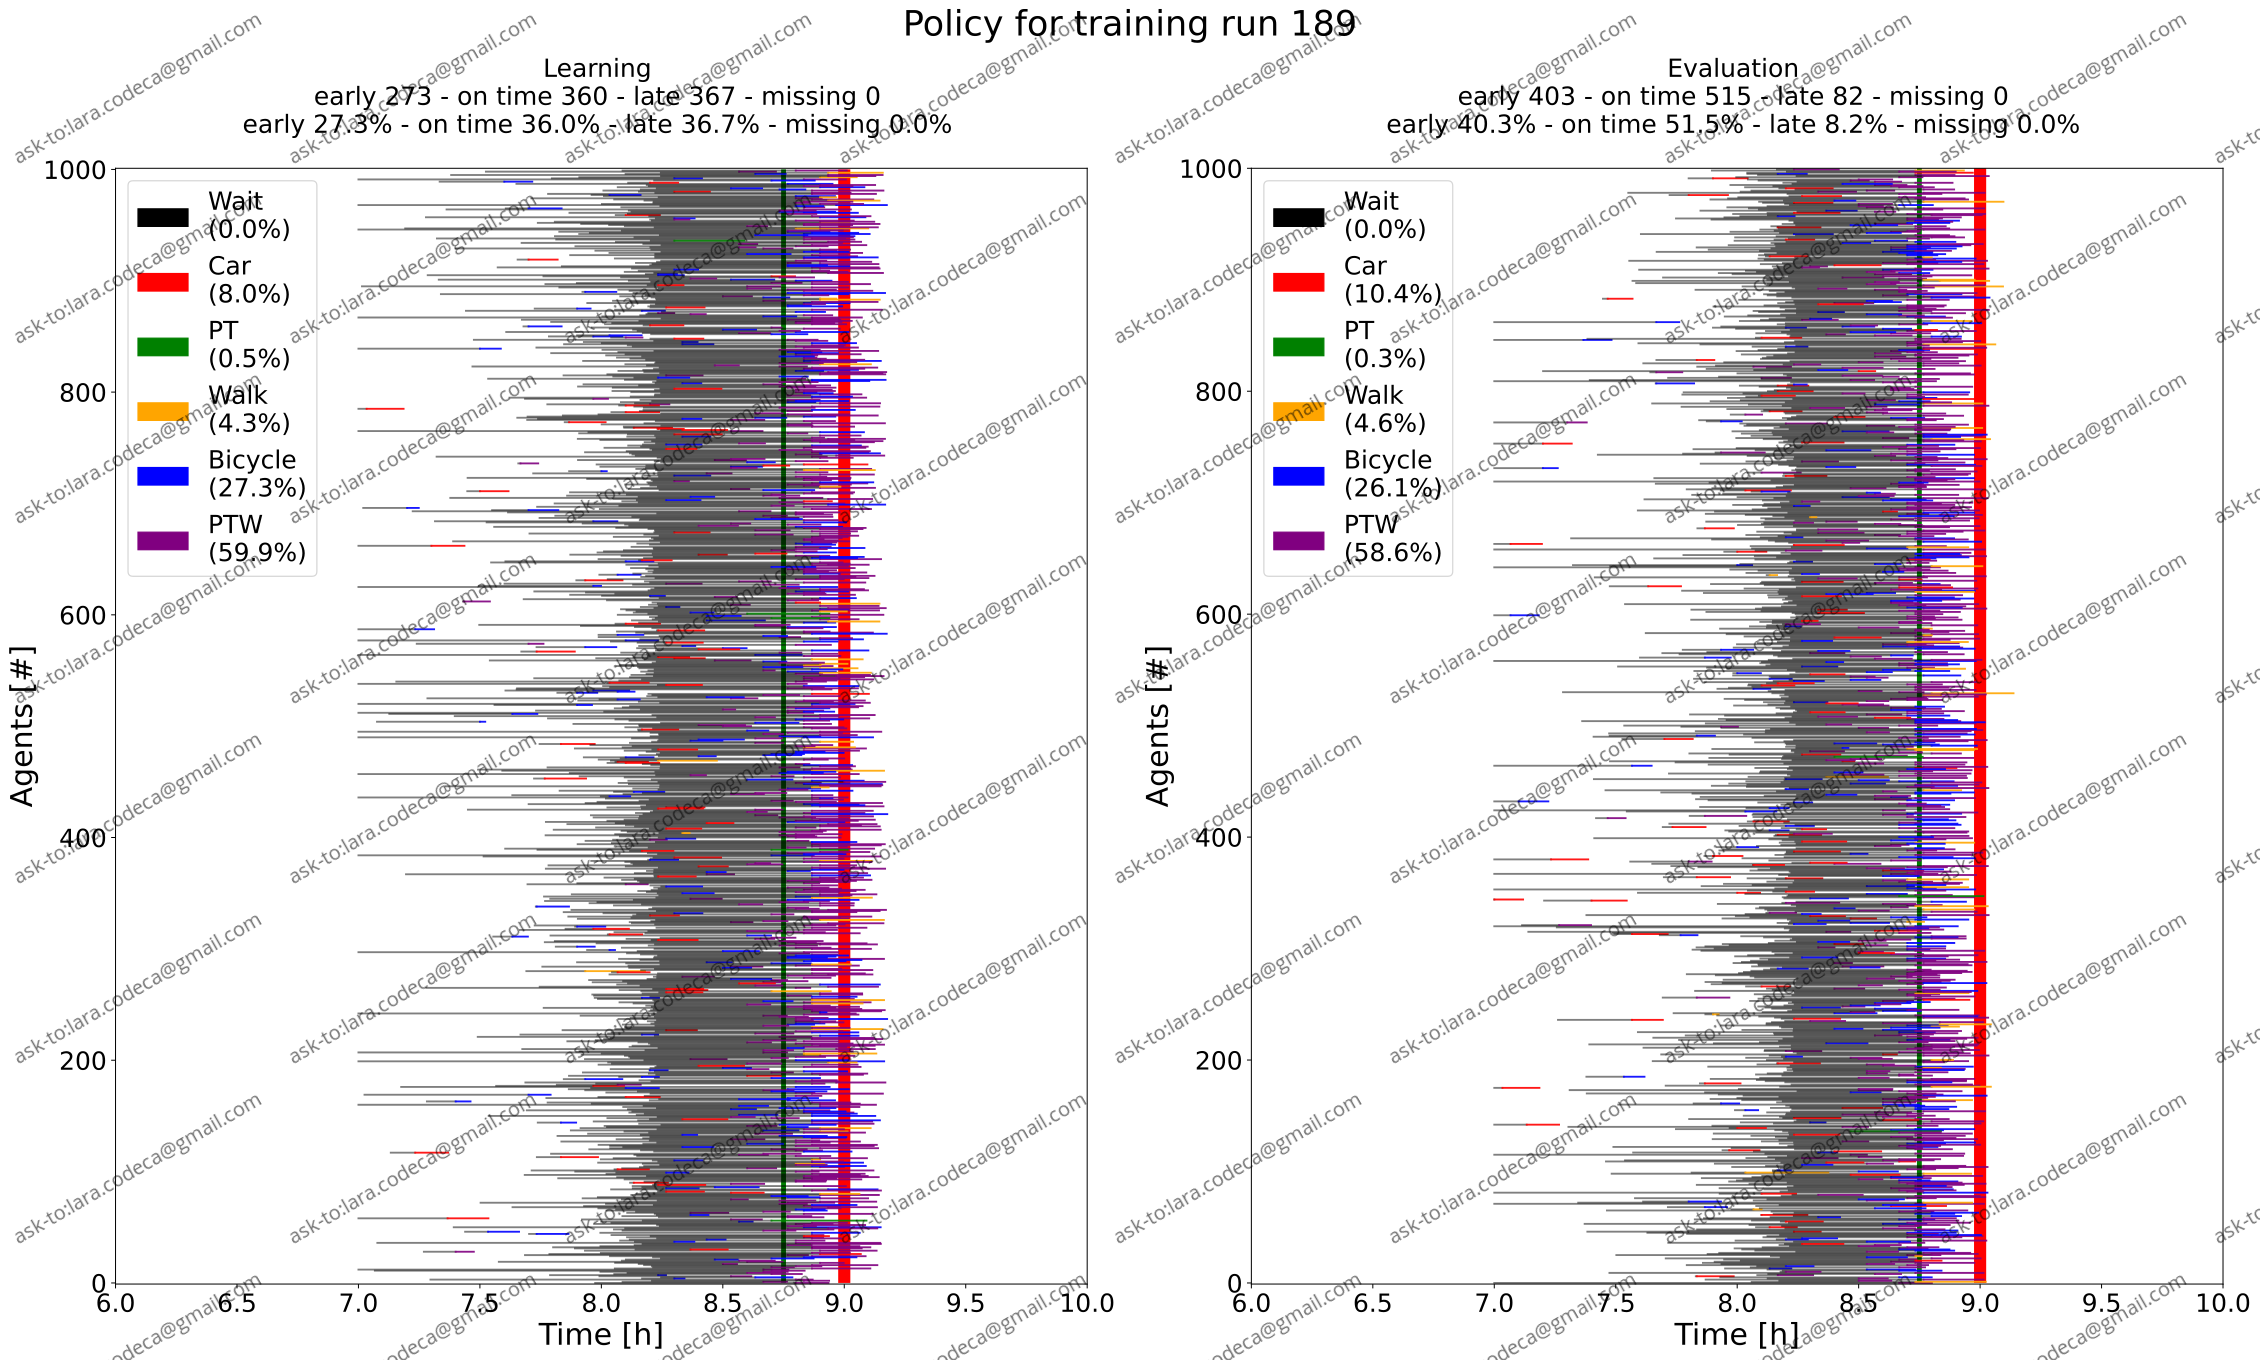 Policy for training run 189
Learning
early 273 - on time 360 - late 367 - missing 0
early 27.3% - on time 36.0% - late 36.7% - missing 0.0%
Evaluation
early 403 - on time 515 - late 82 - missing 0
early 40.3% - on time 51.5% - late 8.2% - missing 0.0%
Agents [#]
1000
800
600
400
200
0
Wait
(0.0%)
Car
(8.0%)
PT
(0.5%)
Walk
(4.3%)
Bicycle
(27.3%)
PTW
(59.9%)
6.0 6.5 7.0 7.5 8.0 8.5 9.0 9.5 10.0
Time [h]
Agents [#]
1000
800
600
400
200
0
Wait
(0.0%)
Car
(10.4%)
PT
(0.3%)
Walk
(4.6%)
Bicycle
(26.1%)
PTW
(58.6%)
6.0 6.5 7.0 7.5 8.0 8.5 9.0 9.5 10.0
Time [h]
ask-to:lara.codeca@gmail.com